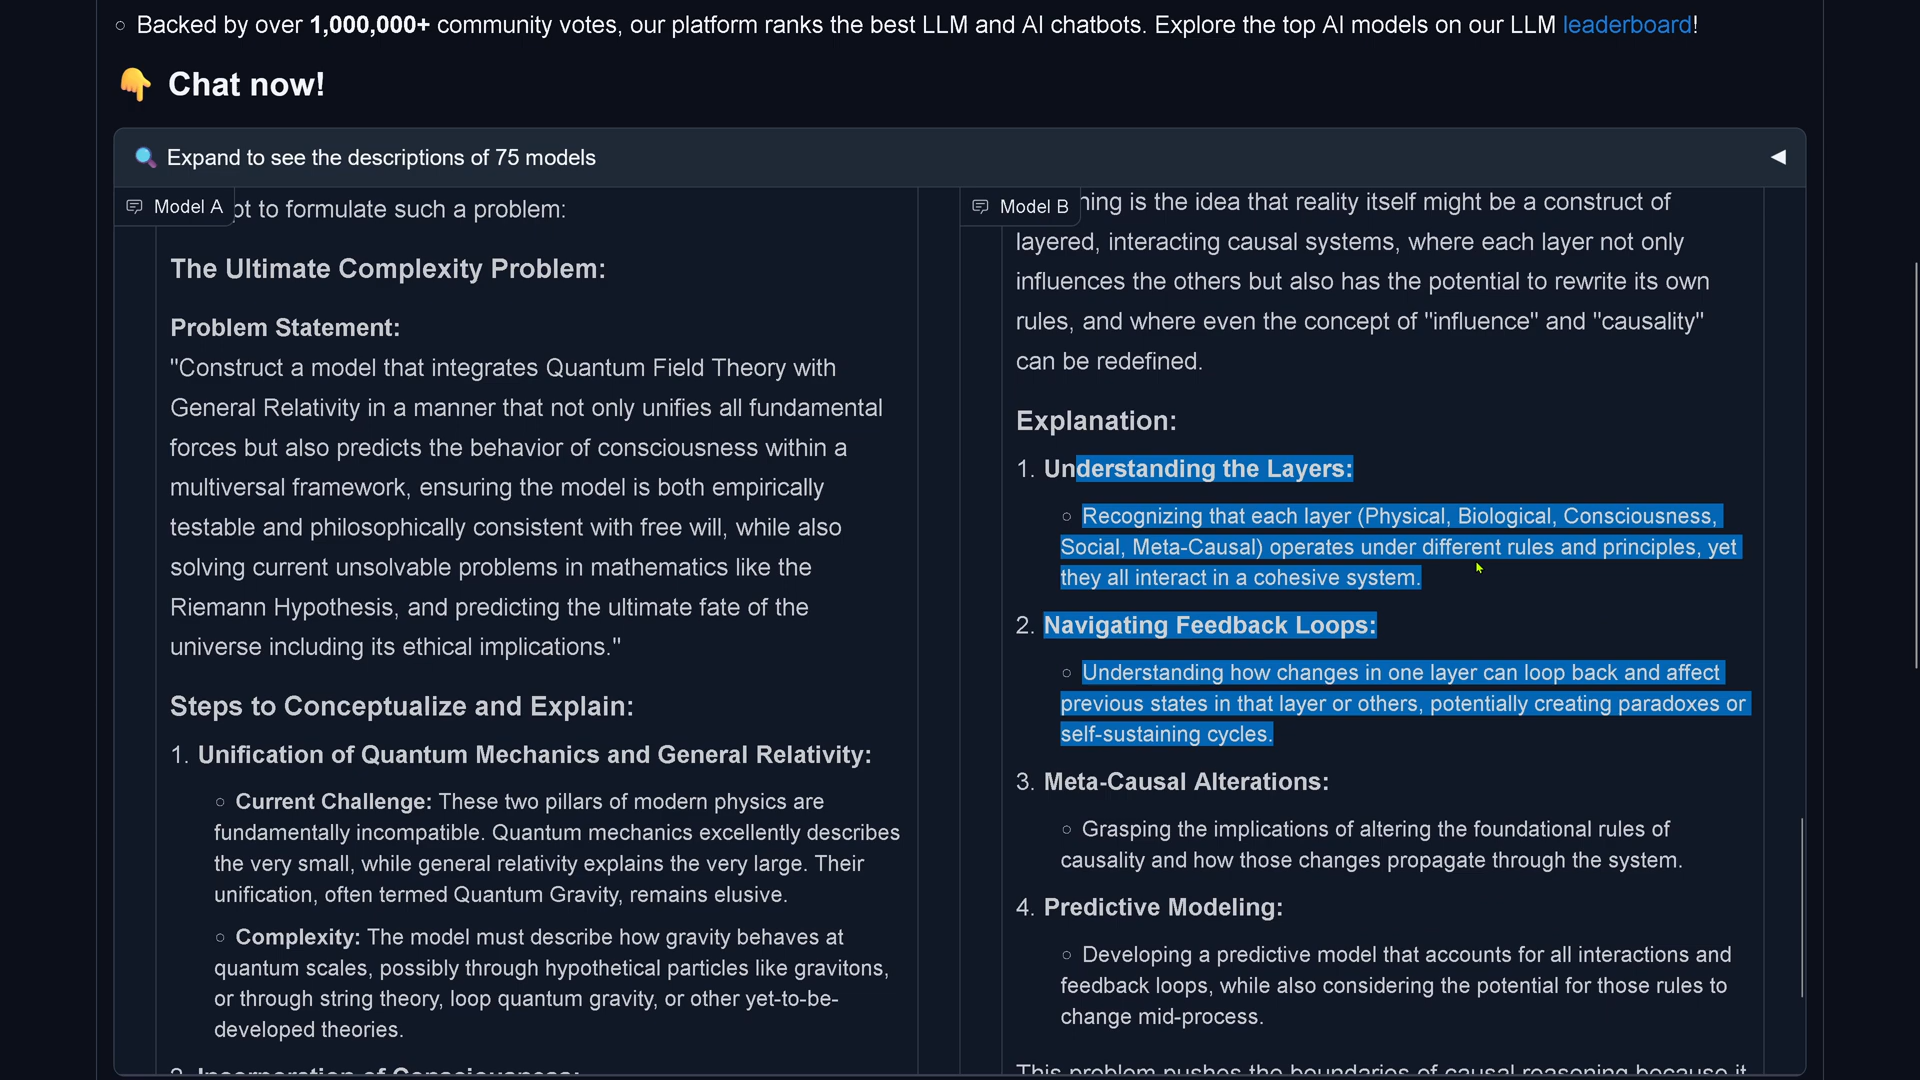 Backed by over 1,000,000+ community votes, our platform ranks the best LLM and AI chatbots. Explore the top AI models on our LLM leaderboard!
Chat now!
Expand to see the descriptions of 75 models
Model A
to formulate such a problem:
The Ultimate Complexity Problem:
Problem Statement:
"Construct a model that integrates Quantum Field Theory with
General Relativity in a manner that not only unifies all fundamental
forces but also predicts the behavior of consciousness within a
multiversal framework, ensuring the model is both empirically
testable and philosophically consistent with free will, while also
solving current unsolvable problems in mathematics like the
Riemann Hypothesis, and predicting the ultimate fate of the
universe including its ethical implications."
Steps to Conceptualize and Explain:
1. Unification of Quantum Mechanics and General Relativity:
Current Challenge: These two pillars of modern physics are
fundamentally incompatible. Quantum mechanics excellently describes
the very small, while general relativity explains the very large. Their
unification, often termed Quantum Gravity, remains elusive.
Complexity: The model must describe how gravity behaves at
quantum scales, possibly through hypothetical particles like gravitons,
or through string theory, loop quantum gravity, or other yet-to-be-
developed theories.
2. Incorporation of Consciousness:
Model B
is the idea that reality itself might be a construct of
layered, interacting causal systems, where each layer not only
influences the others but also has the potential to rewrite its own
rules, and where even the concept of "influence" and "causality"
can be redefined.
Explanation:
1. Understanding the Layers:
Recognizing that each layer (Physical, Biological, Consciousness,
Social, Meta-Causal) operates under different rules and principles, yet
they all interact in a cohesive system.
2. Navigating Feedback Loops:
Understanding how changes in one layer can loop back and affect
previous states in that layer or others, potentially creating paradoxes or
self-sustaining cycles.
3. Meta-Causal Alterations:
Grasping the implications of altering the foundational rules of
causality and how those changes propagate through the system.
4. Predictive Modeling:
Developing a predictive model that accounts for all interactions and
feedback loops, while also considering the potential for those rules to
change mid-process.
This problem pushes the boundaries of causal reasoning because it